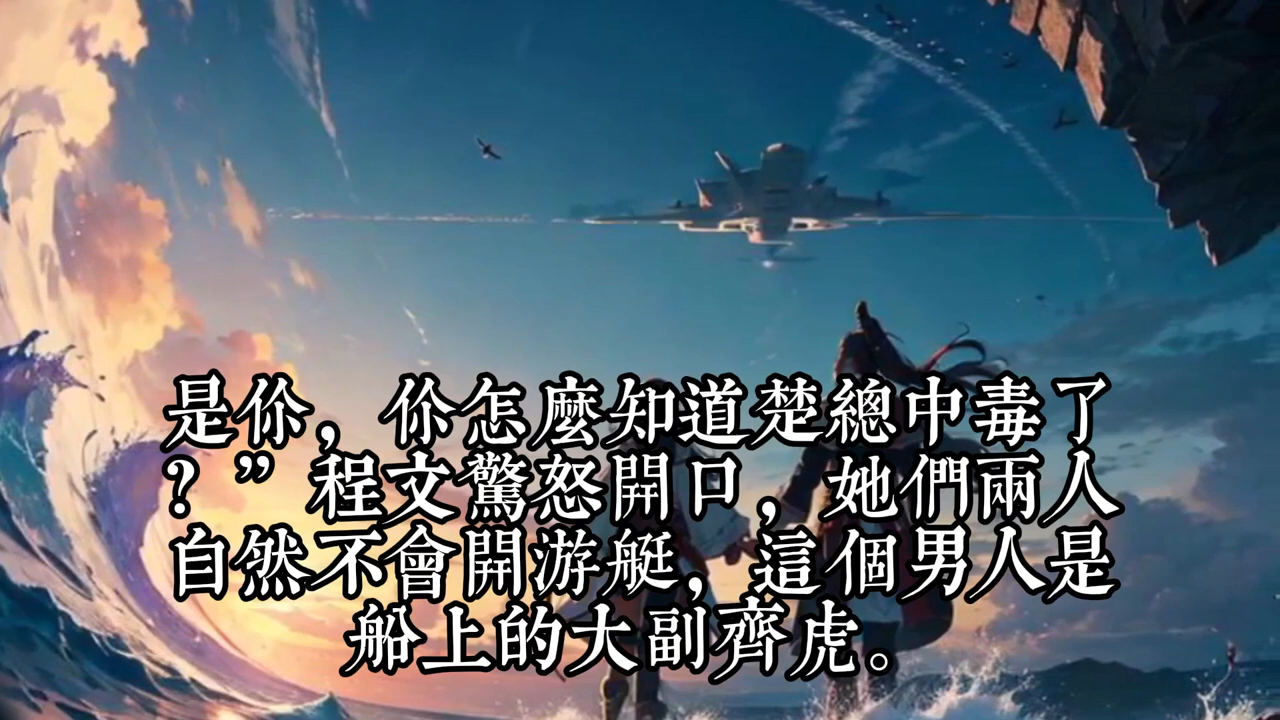 是你，你怎麼知道楚總中毒了
？”程文驚怒開口，她們兩人
自然不會開游艇，這個男人是
船上的大副齊虎。